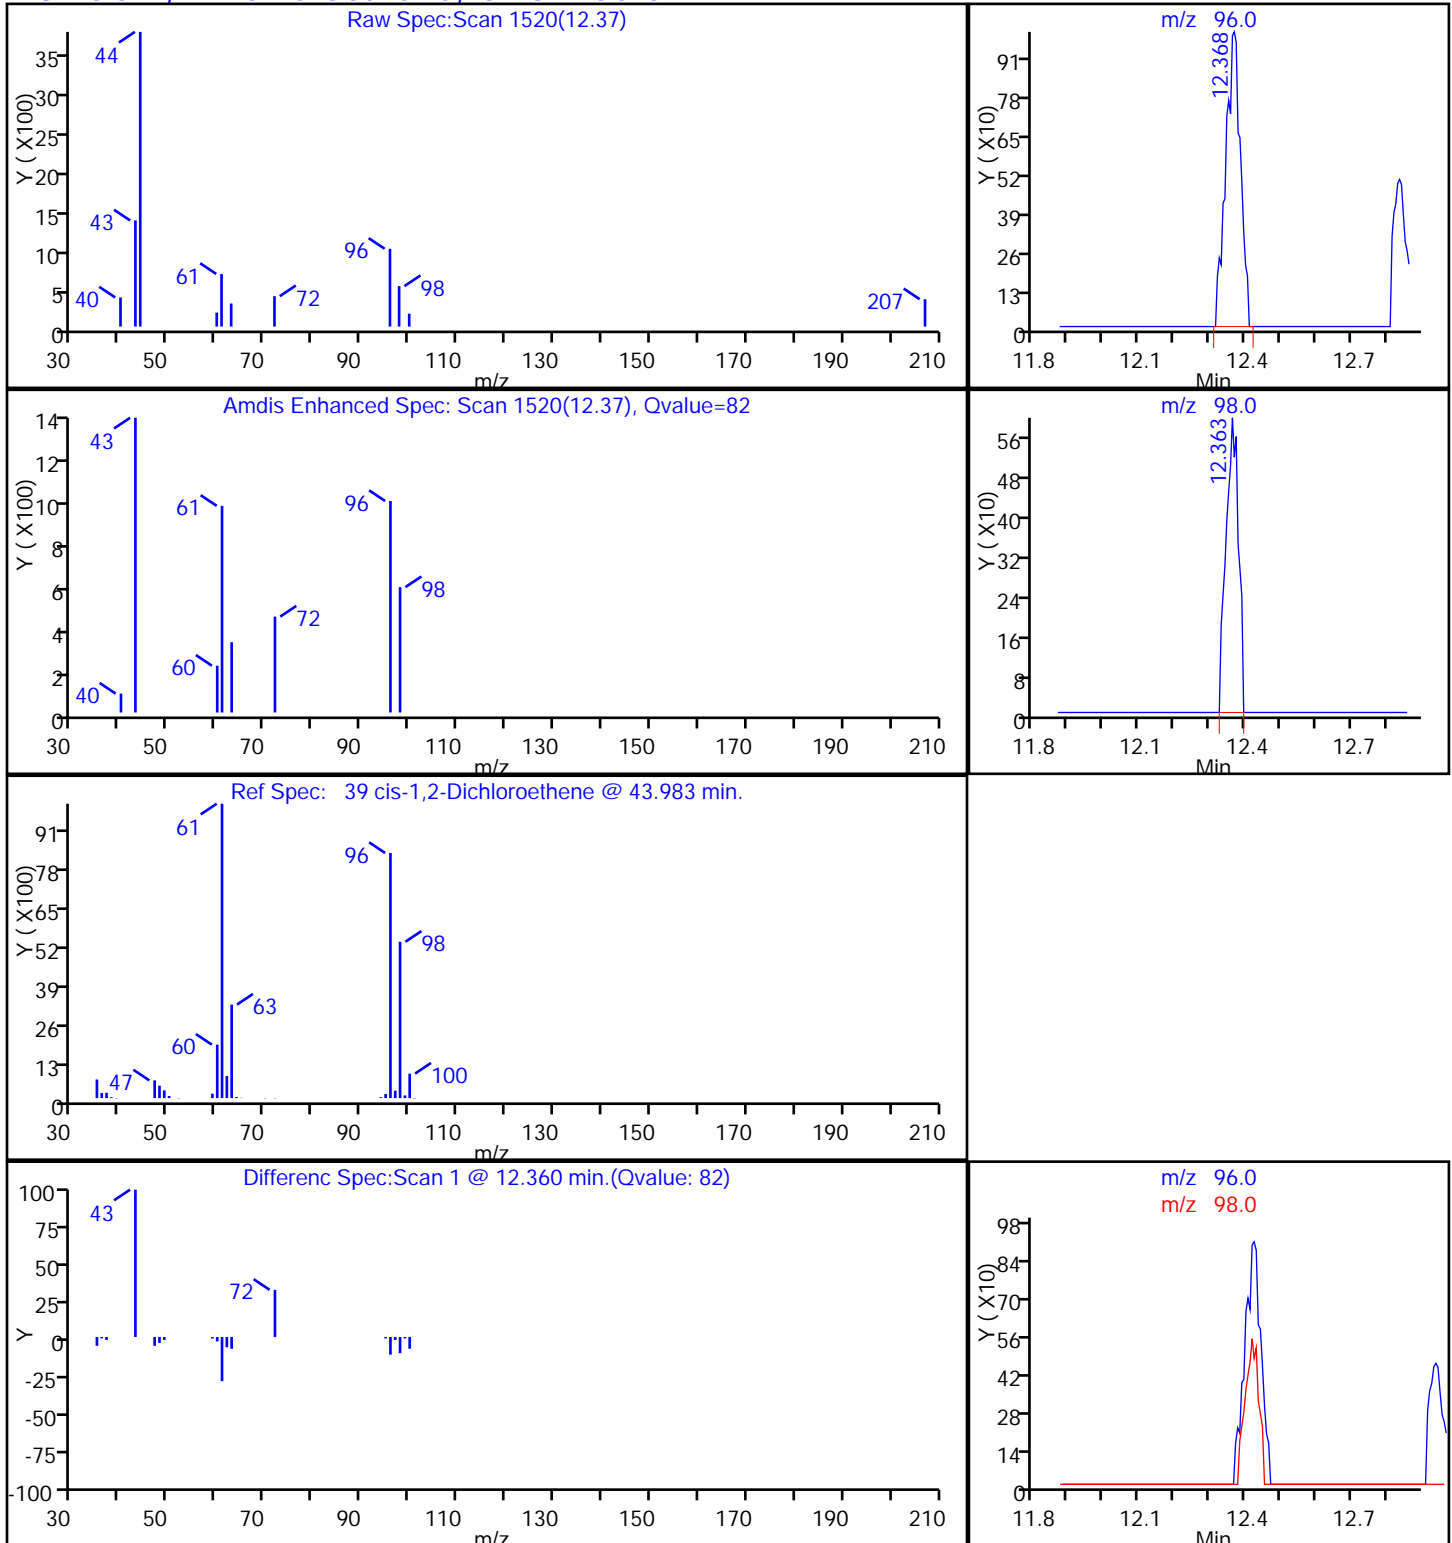 Raw Spec:Scan 1520(12.37)
Y ( X100)
35
30
25
20
15
10
5
0
44
43
40
61
72
96
98
207
30 50 70 90 110 130 150 170 190 210
m/z
m/z 96.0
Y ( X10)
91
78
65
52
39
26
13
0
12.368
11.8 12.1 12.4 12.7
Min
Amdis Enhanced Spec: Scan 1520(12.37), Qvalue=82
Y ( X100)
14
12
10
8
6
4
2
0
43
61
96
98
72
60
40
30 50 70 90 110 130 150 170 190 210
m/z
m/z 98.0
Y ( X10)
56
48
40
32
24
16
8
0
12.363
11.8 12.1 12.4 12.7
Min
Ref Spec: 39 cis-1,2-Dichloroethene @ 43.983 min.
Y ( X100)
91
78
65
52
39
26
13
0
61
96
98
63
60
47
100
30 50 70 90 110 130 150 170 190 210
m/z
Differenc Spec:Scan 1 @ 12.360 min.(Qvalue: 82)
Y
100
75
50
25
0
-25
-50
-75
-100
43
72
30 50 70 90 110 130 150 170 190 210
m/z
m/z 96.0
m/z 98.0
Y ( X10)
98
84
70
56
42
28
14
0
11.8 12.1 12.4 12.7
Min